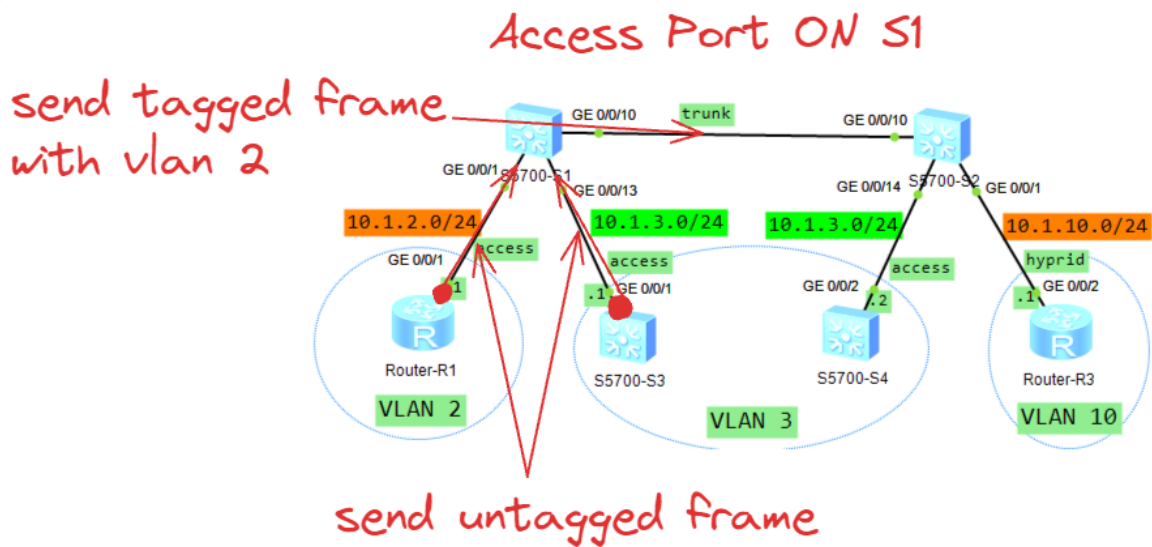 Access Port ON S1
send tagged frame
with vlan 2
GE 0/0/10
trunk
GE 0/0/10
GE 0/0/1
S5700-S1
GE 0/0/13
GE 0/0/14
S5700-S2
GE 0/0/1
10.1.2.0/24
10.1.3.0/24
10.1.3.0/24
10.1.10.0/24
access
GE 0/0/1
access
access
hyprid
.1
.1
GE 0/0/1
GE 0/0/2
.2
.1
GE 0/0/2
Router-R1
S5700-S3
S5700-S4
Router-R3
VLAN 2
VLAN 3
VLAN 10
send untagged frame
R
R